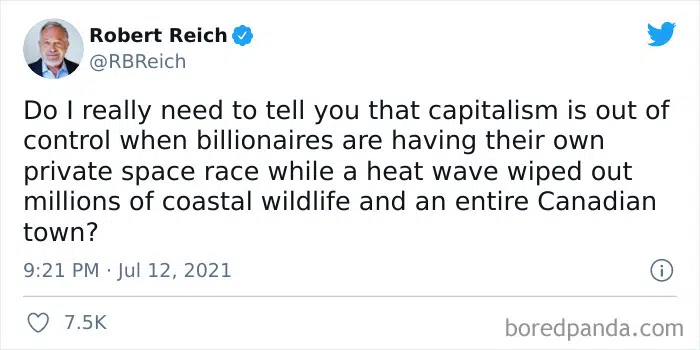 Robert Reich
@RBReich
Do I really need to tell you that capitalism is out of
control when billionaires are having their own
private space race while a heat wave wiped out
millions of coastal wildlife and an entire Canadian
town?
9:21 PM · Jul 12, 2021
7.5K
boredpanda.com